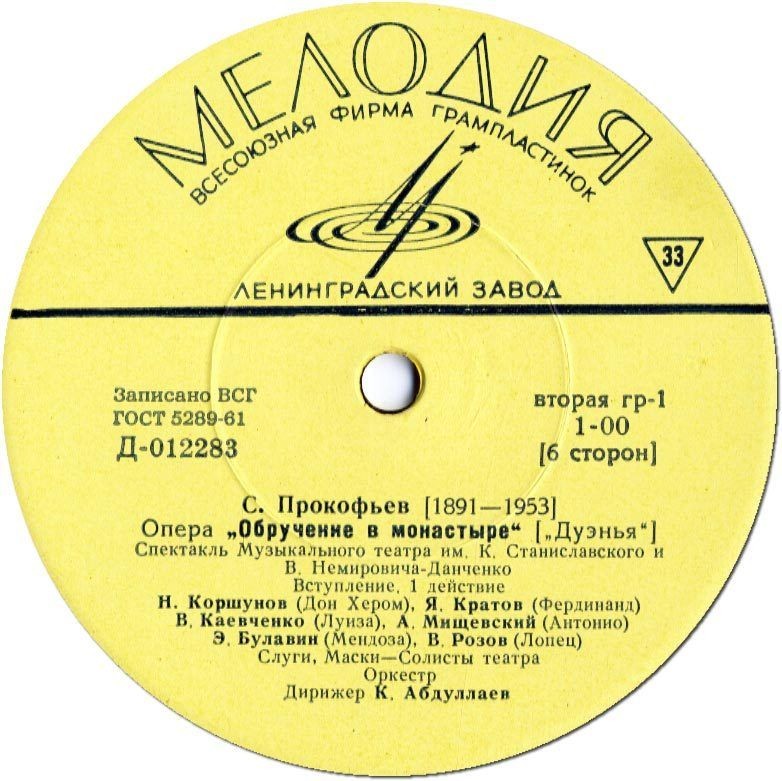 МЕЛОДИЯ
ВСЕСОЮЗНАЯ ФИРМА ГРАМПЛАСТИНОК
33
ЛЕНИНГРАДСКИЙ ЗАВОД
Записано ВСГ
ГОСТ 5289-61
Д-012283
вторая гр-1
1-00
[6 сторон]
С. Прокофьев [1891—1953]
Опера „Обручение в монастыре“ [„Дуэнья“]
Спектакль Музыкального театра им. К. Станиславского и
В. Немировича-Данченко
Вступление, 1 действие
Н. Коршунов (Дон Хером), Я. Кратов (Фердинанд)
В. Каевченко (Луиза), А. Мищевский (Антонио)
Э. Булавин (Мендоза), В. Розов (Лопец)
Слуги, Маски—Солисты театра
Оркестр
Дирижер К. Абдуллаев